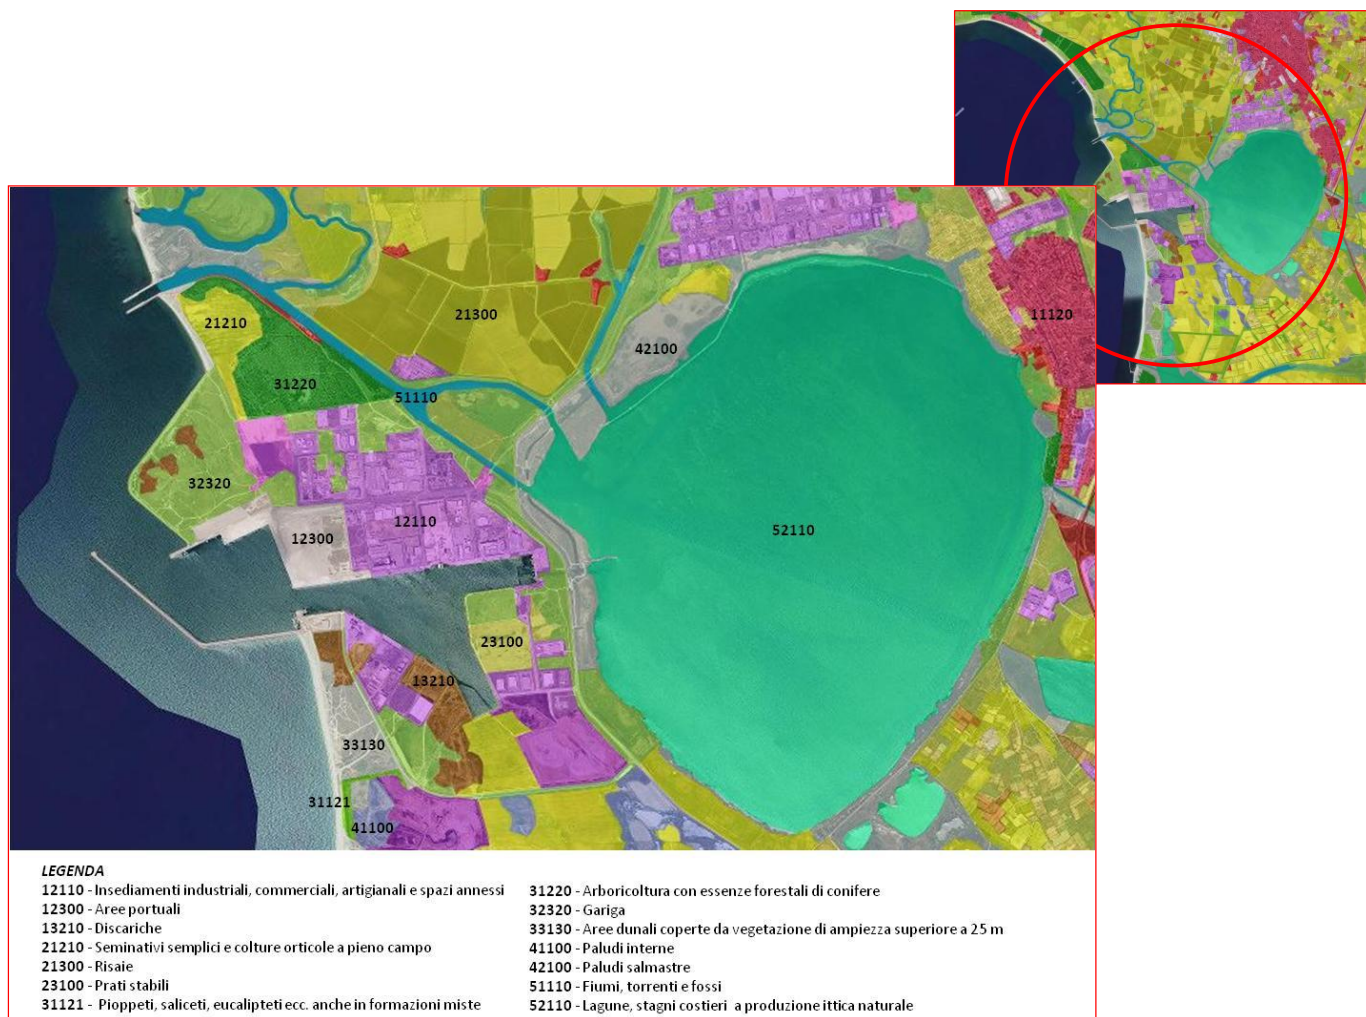 21210
21300
11120
42100
31220
51110
32320
12110
12300
52110
23100
13210
33130
31121
41100
LEGENDA
12110 - Insediamenti industriali, commerciali, artigianali e spazi annessi
12300 - Aree portuali
13210 - Discariche
21210 - Seminativi semplici e colture orticole a pieno campo
21300 - Risaie
23100 - Prati stabili
31121 - Pioppeti, saliceti, eucalipteti ecc. anche in formazioni miste
31220 - Arboricoltura con essenze forestali di conifere
32320 - Gariga
33130 - Aree dunali coperte da vegetazione di ampiezza superiore a 25 m
41100 - Paludi interne
42100 - Paludi salmastre
51110 - Fiumi, torrenti e fossi
52110 - Lagune, stagni costieri a produzione ittica naturale